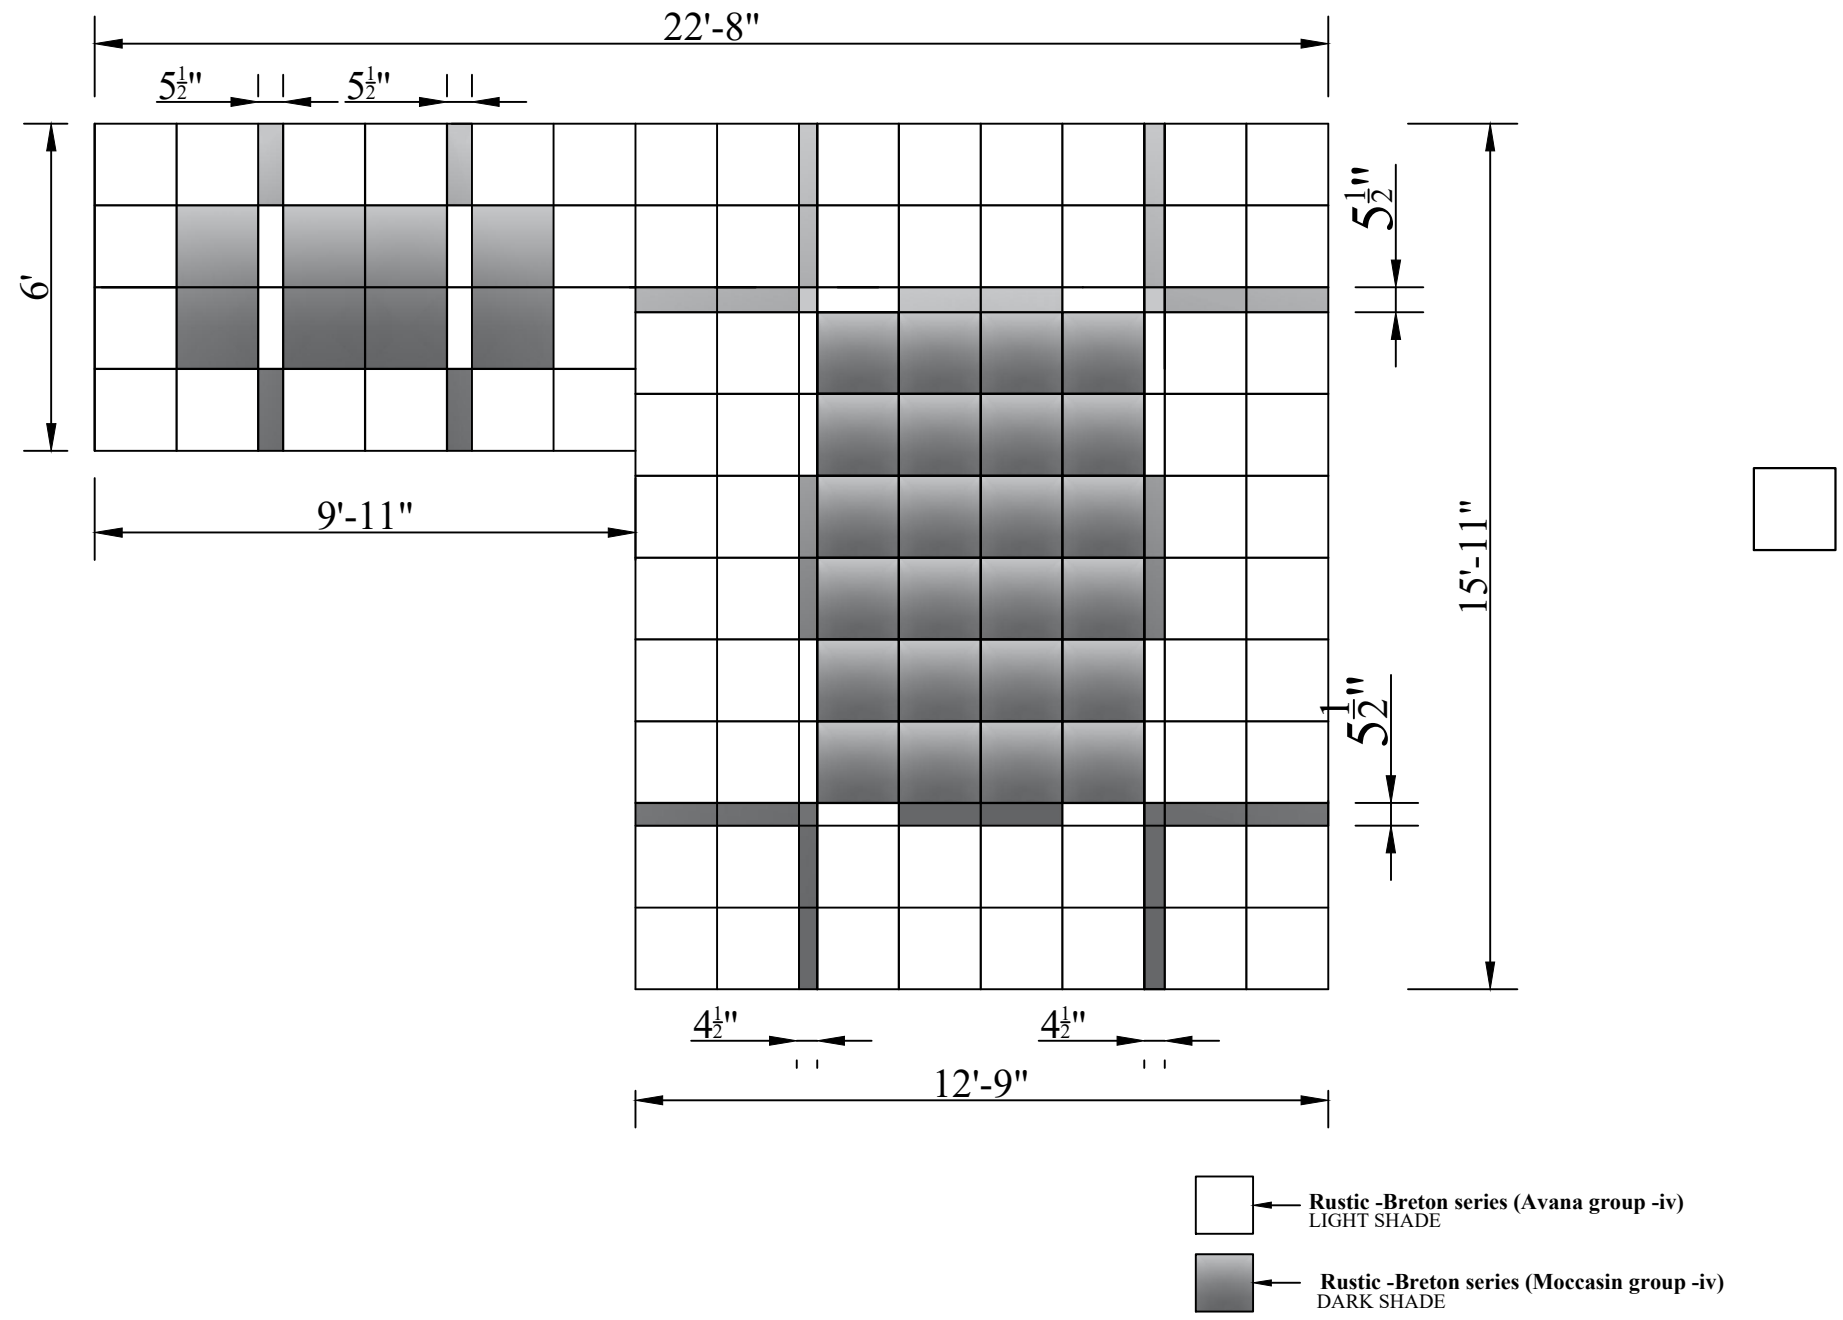 22'-8"
5½" 5½"
5½"
6'
9'-11"
15'-11"
5½"
4½" 4½"
12'-9"
Rustic -Breton series (Avana group -iv)
LIGHT SHADE
Rustic -Breton series (Moccasin group -iv)
DARK SHADE